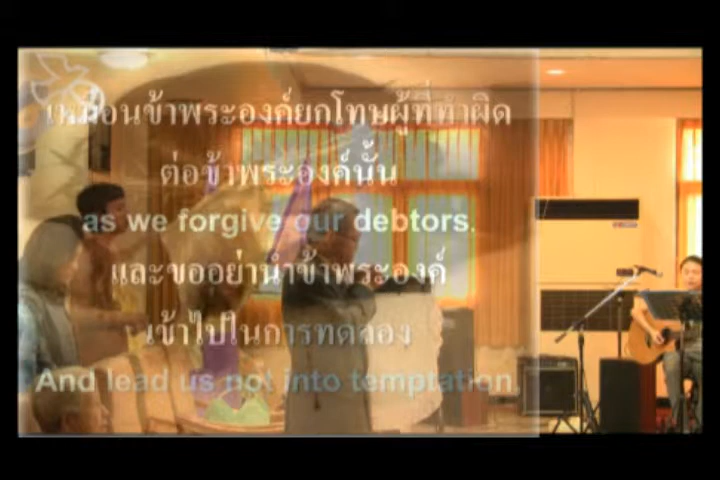 เหมือนข้าพระองค์ยกโทษผู้ที่ทำผิด
ต่อข้าพระองค์นั้น
as we forgive our debtors.
และขออย่านำข้าพระองค์
เข้าไปในการทดลอง
And lead us not into temptation